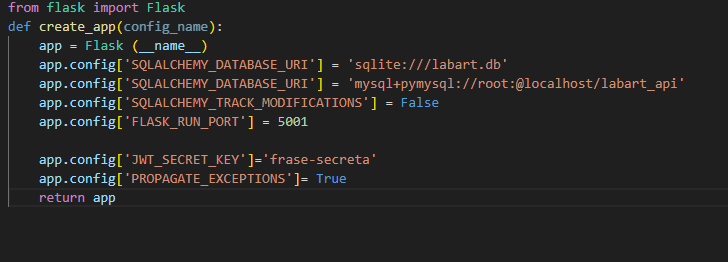 from flask import Flask
def create_app(config_name):
    app = Flask (__name__)
    app.config['SQLALCHEMY_DATABASE_URI'] = 'sqlite:///labart.db'
    app.config['SQLALCHEMY_DATABASE_URI'] = 'mysql+pymysql://root:@localhost/labart_api'
    app.config['SQLALCHEMY_TRACK_MODIFICATIONS'] = False
    app.config['FLASK_RUN_PORT'] = 5001
    app.config['JWT_SECRET_KEY']='frase-secreta'
    app.config['PROPAGATE_EXCEPTIONS']= True
    return app